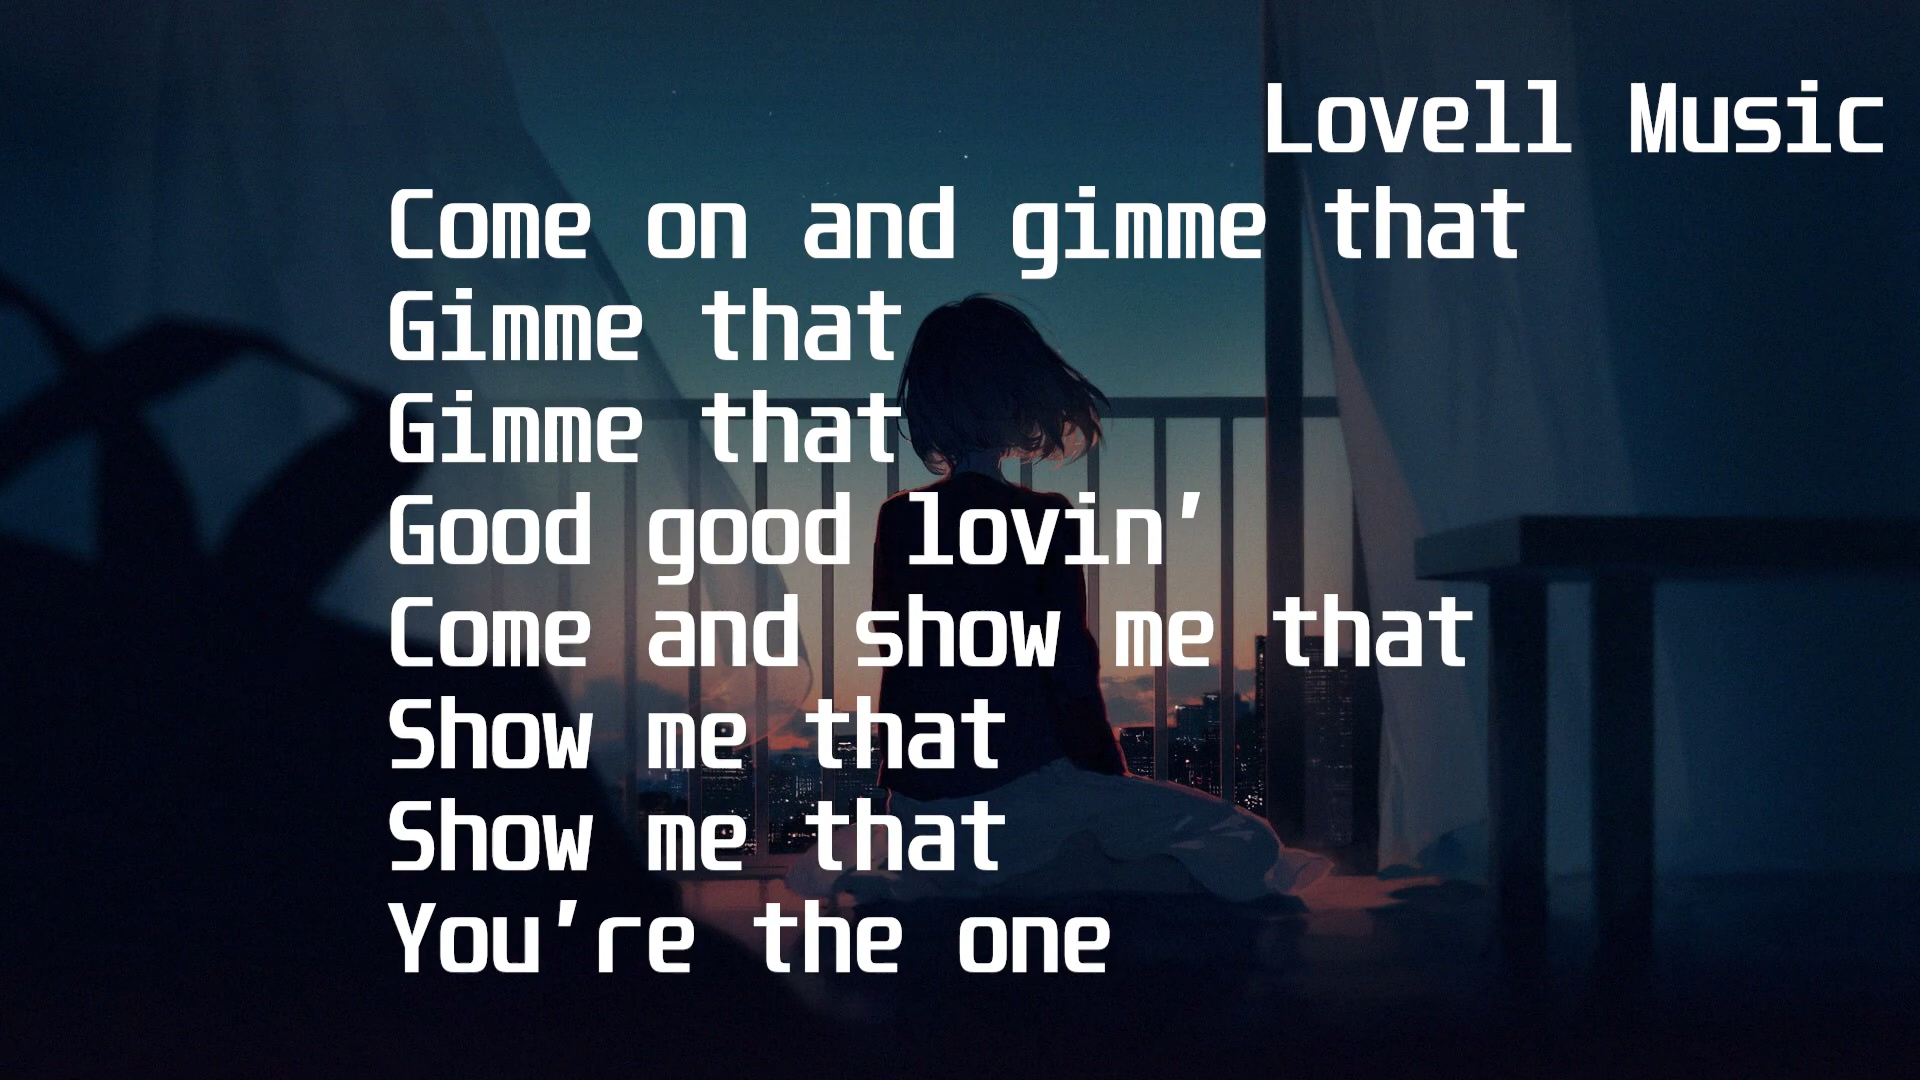 Lovell Music
Come on and gimme that
Gimme that
Gimme that
Good good lovin’
Come and show me that
Show me that
Show me that
You’re the one